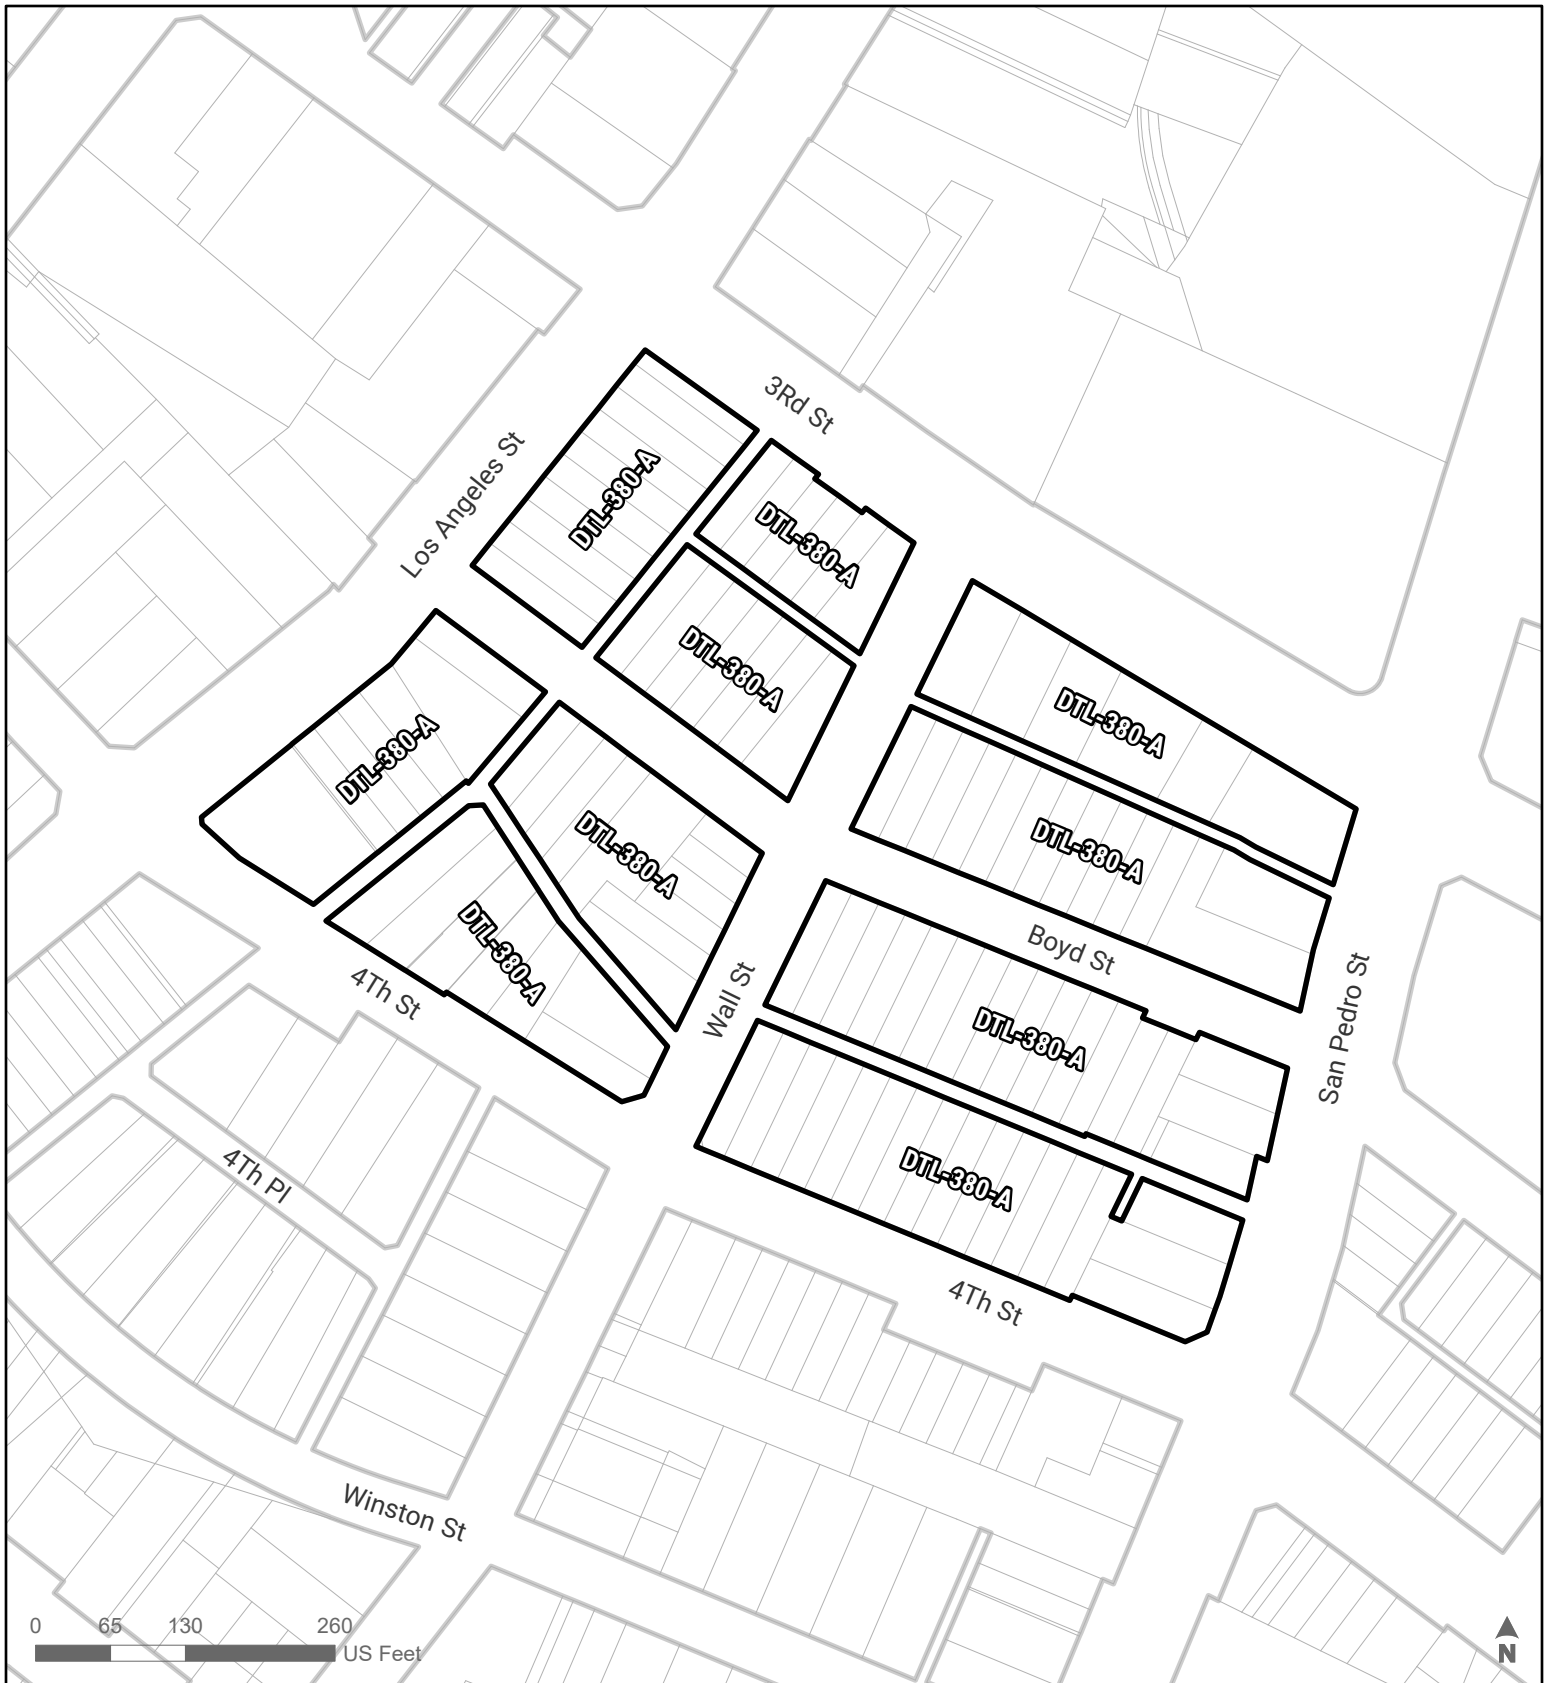 3Rd St
Los Angeles St
DTL-380-A
DTL-380-A
DTL-380-A
DTL-380-A
DTL-380-A
DTL-380-A
DTL-380-A
DTL-380-A
Boyd St
4Th St
Wall St
San Pedro St
DTL-380-A
DTL-380-A
4Th Pl
4Th St
Winston St
0 65 130 260
US Feet
N